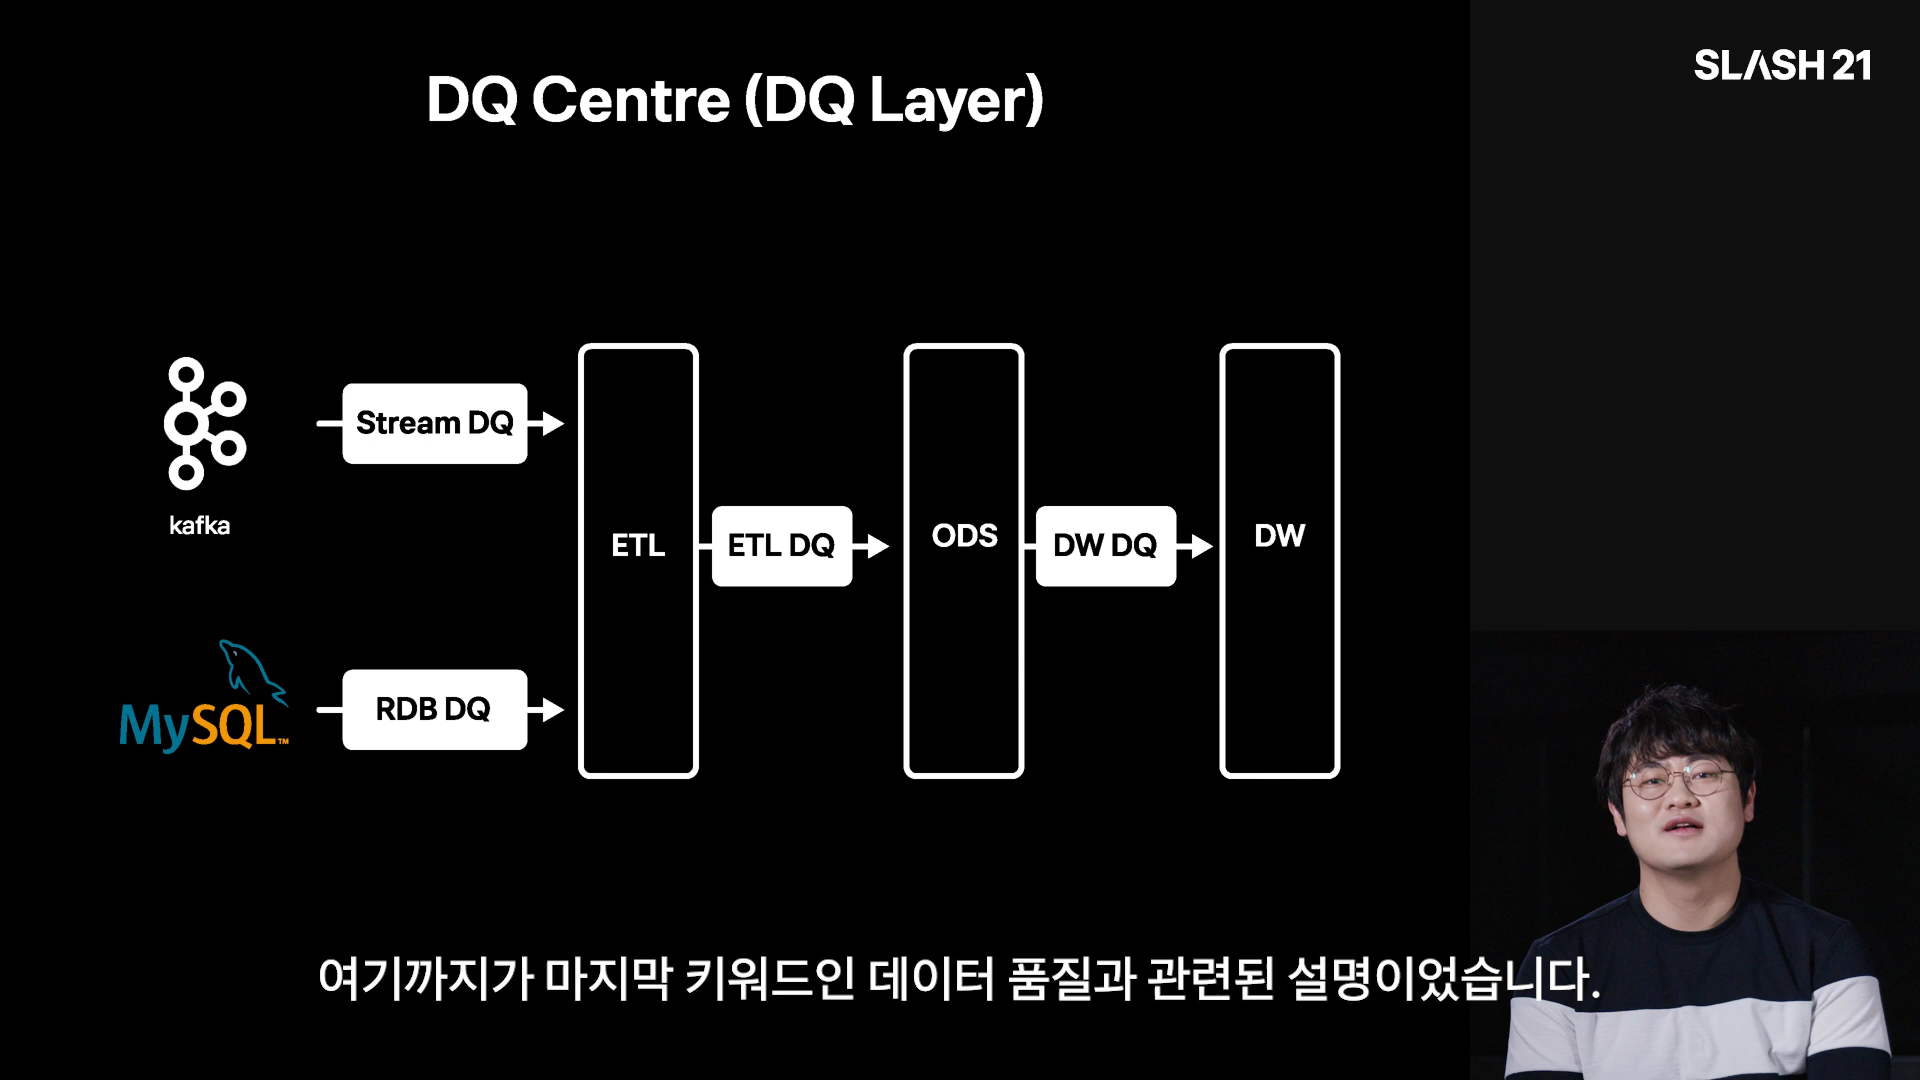 DQ Centre (DQ Layer)
SLASH 21
kafka
Stream DQ
MySQL™
RDB DQ
ETL
ETL DQ
ODS
DW DQ
DW
여기까지가 마지막 키워드인 데이터 품질과 관련된 설명이었습니다.